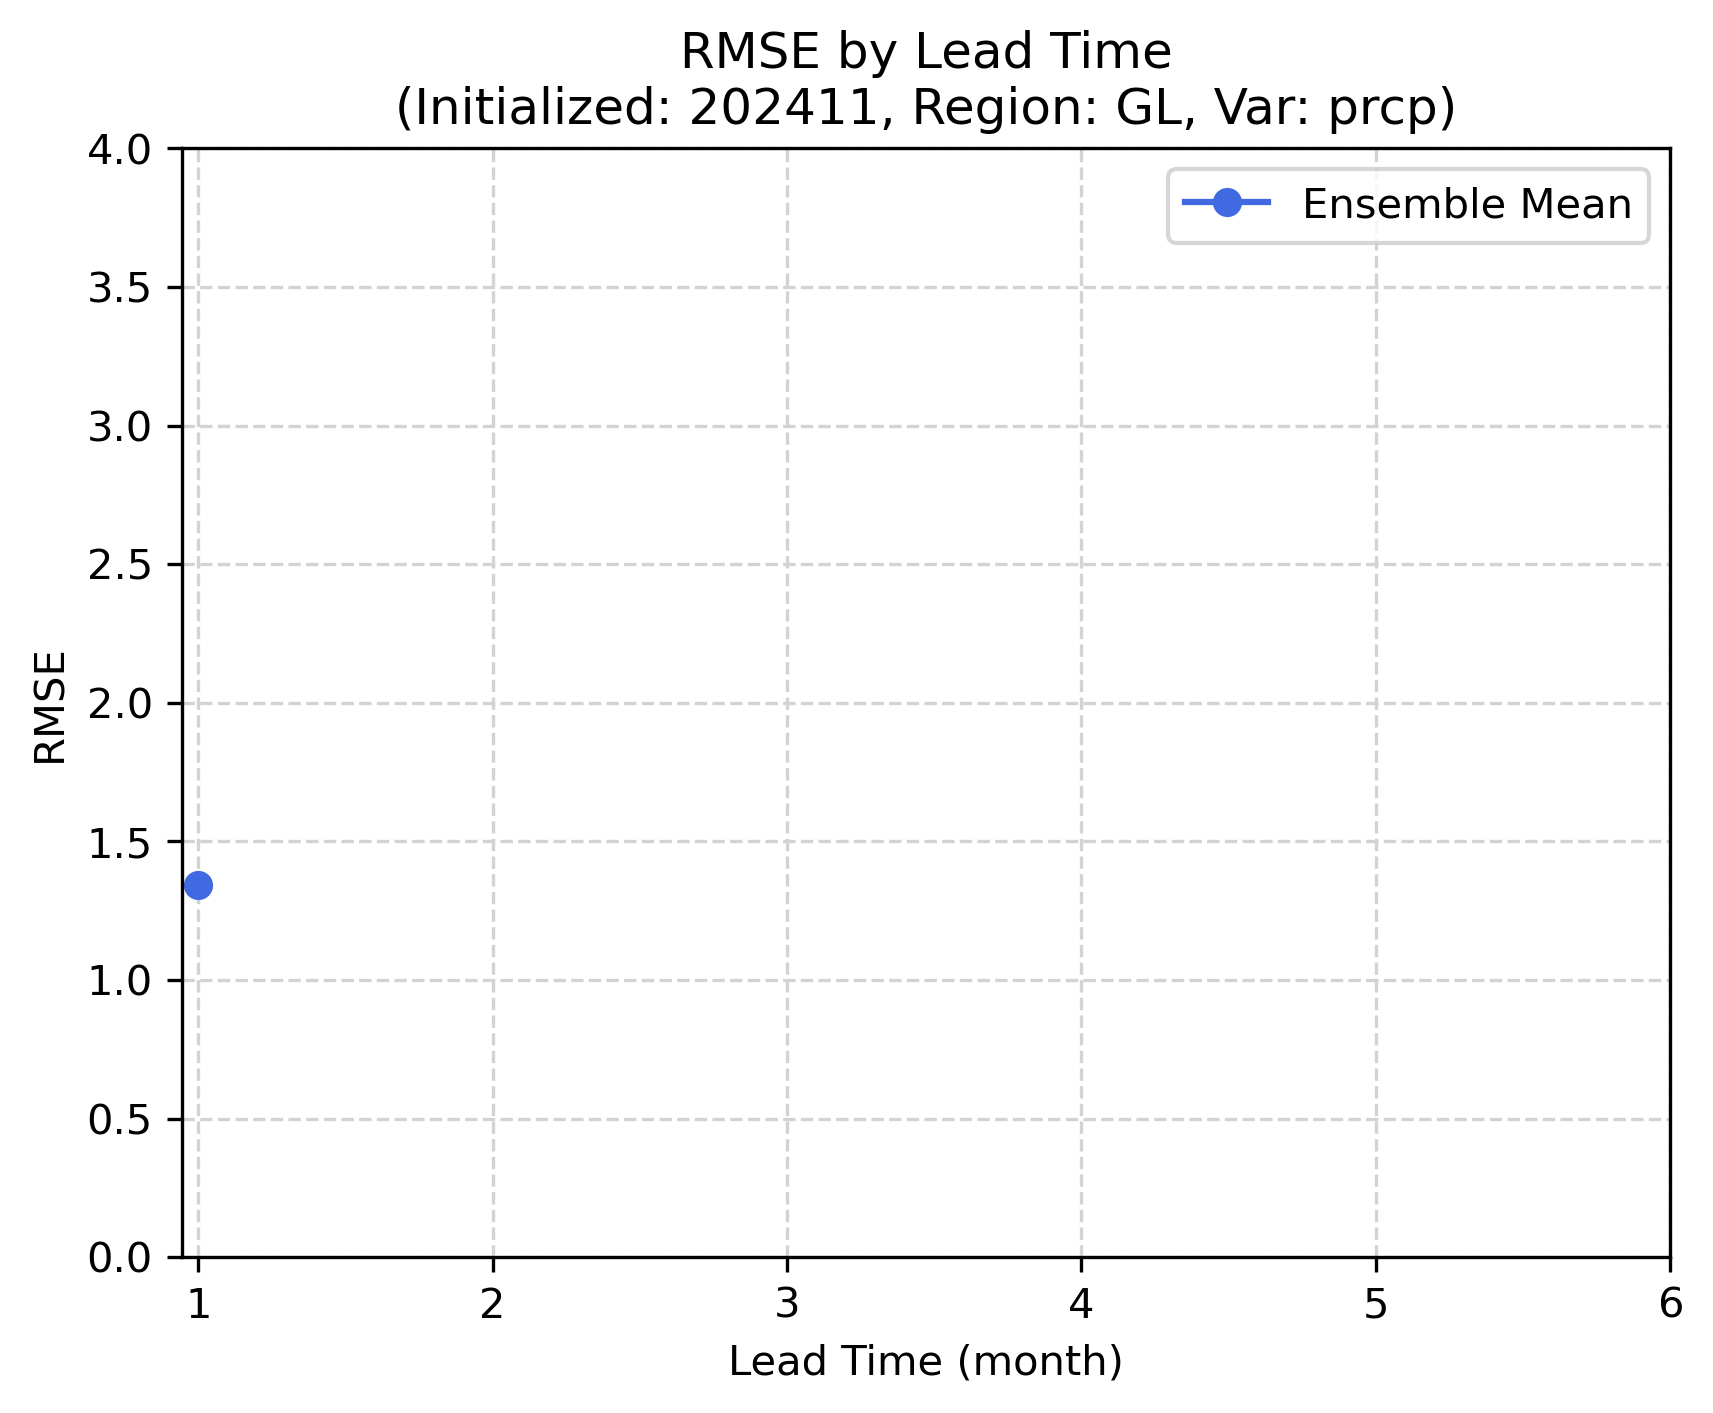 RMSE by Lead Time
(Initialized: 202411, Region: GL, Var: prcp)
Ensemble Mean
4.0
3.5
3.0
2.5
2.0
1.5
1.0
0.5
0.0
RMSE
1 2 3 4 5 6
Lead Time (month)